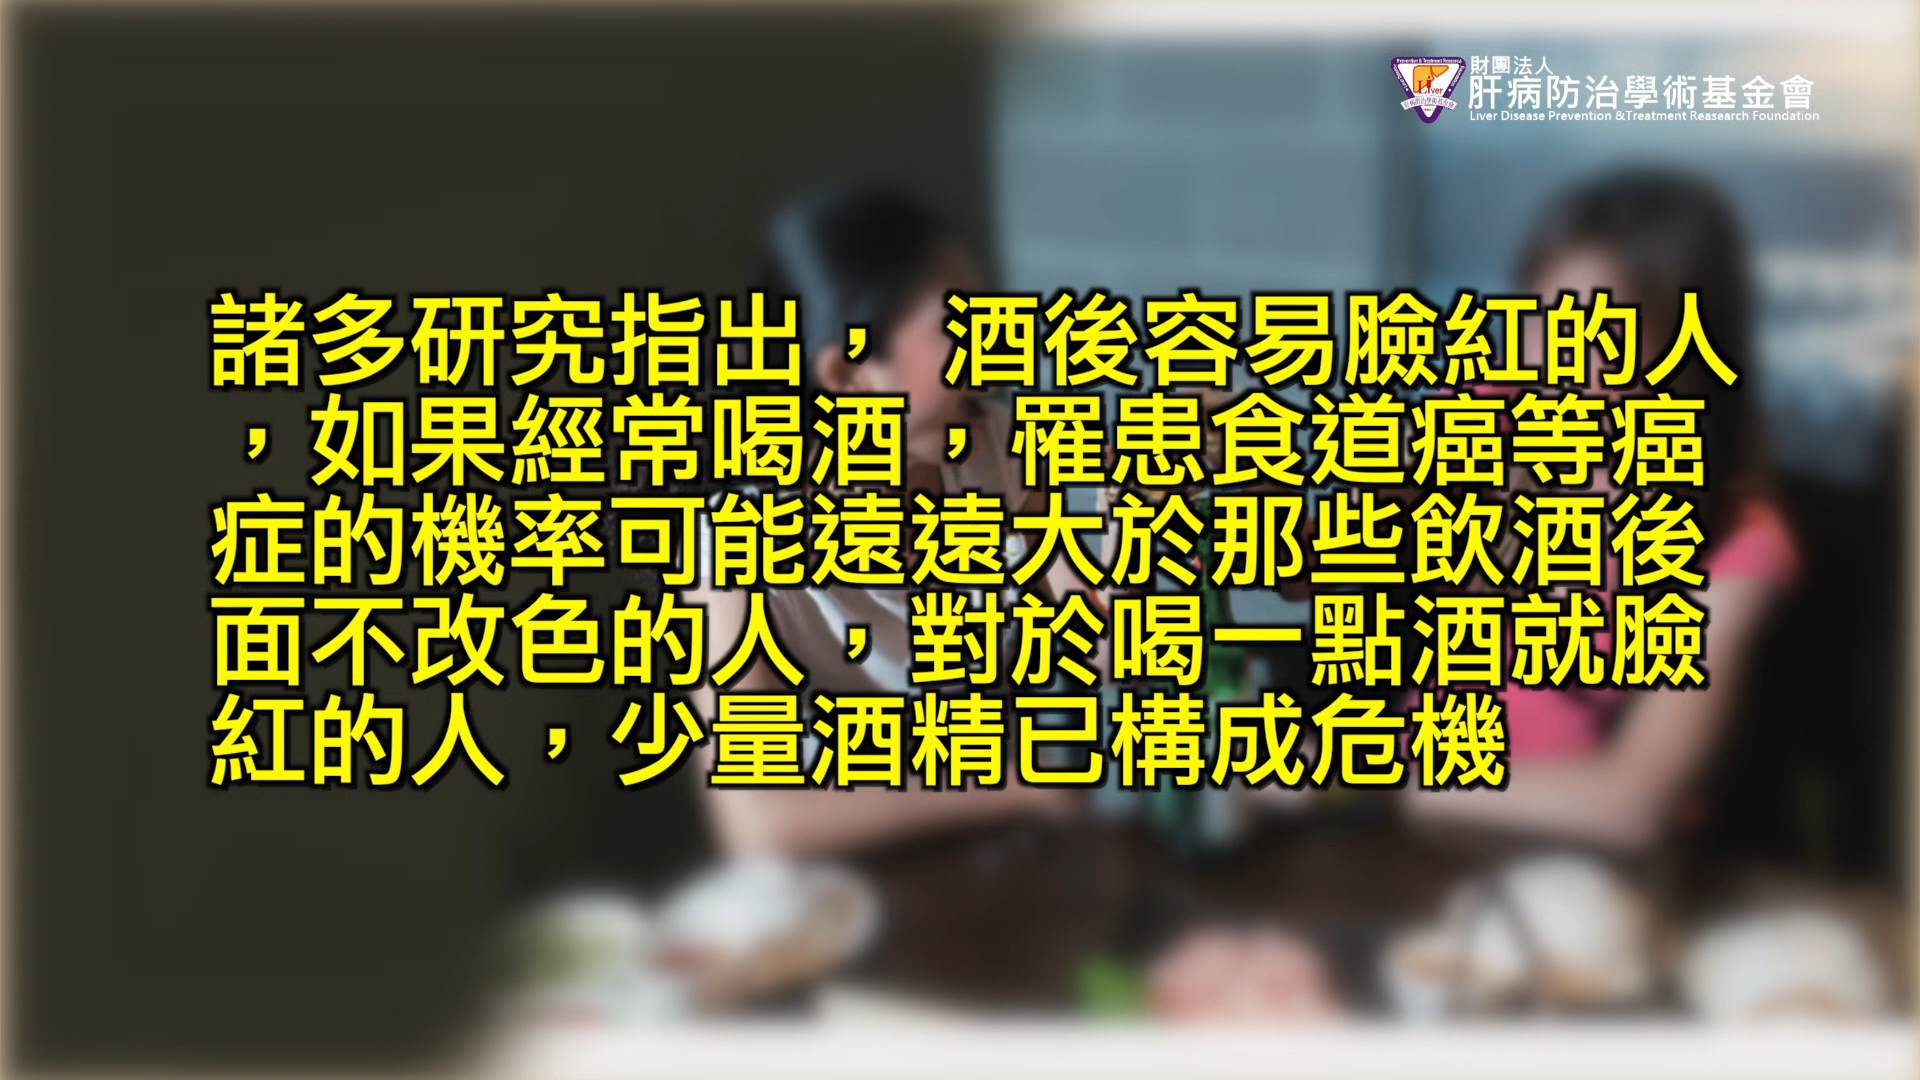 財團法人
肝病防治學術基金會
Liver Disease Prevention &Treatment Reasearch Foundation
Liver
諸多研究指出， 酒後容易臉紅的人
，如果經常喝酒，罹患食道癌等癌
症的機率可能遠遠大於那些飲酒後
面不改色的人，對於喝一點酒就臉
紅的人，少量酒精已構成危機